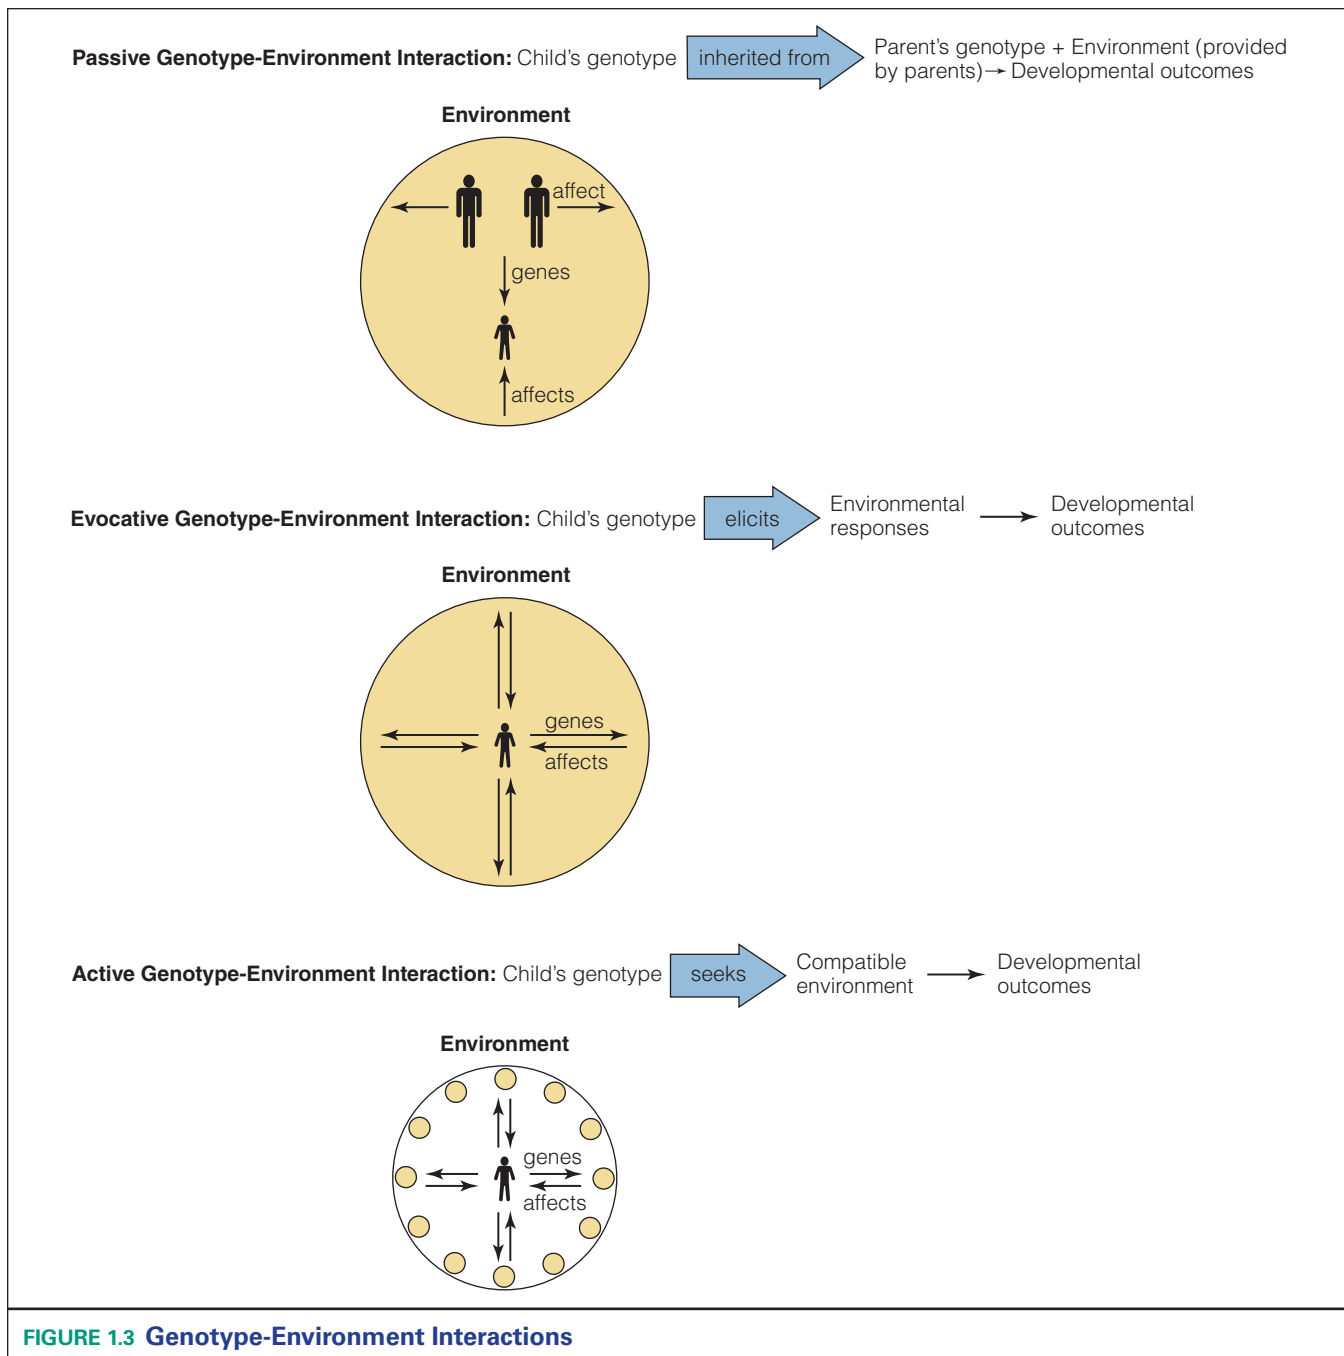 Passive Genotype-Environment Interaction: Child's genotype inherited from Parent's genotype + Environment (provided
by parents)→ Developmental outcomes
Environment
affect
genes
affects
Evocative Genotype-Environment Interaction: Child's genotype elicits Environmental Developmental
responses outcomes
Environment
genes
affects
Active Genotype-Environment Interaction: Child's genotype seeks Compatible Developmental
environment outcomes
Environment
genes
affects
FIGURE 1.3 Genotype-Environment Interactions